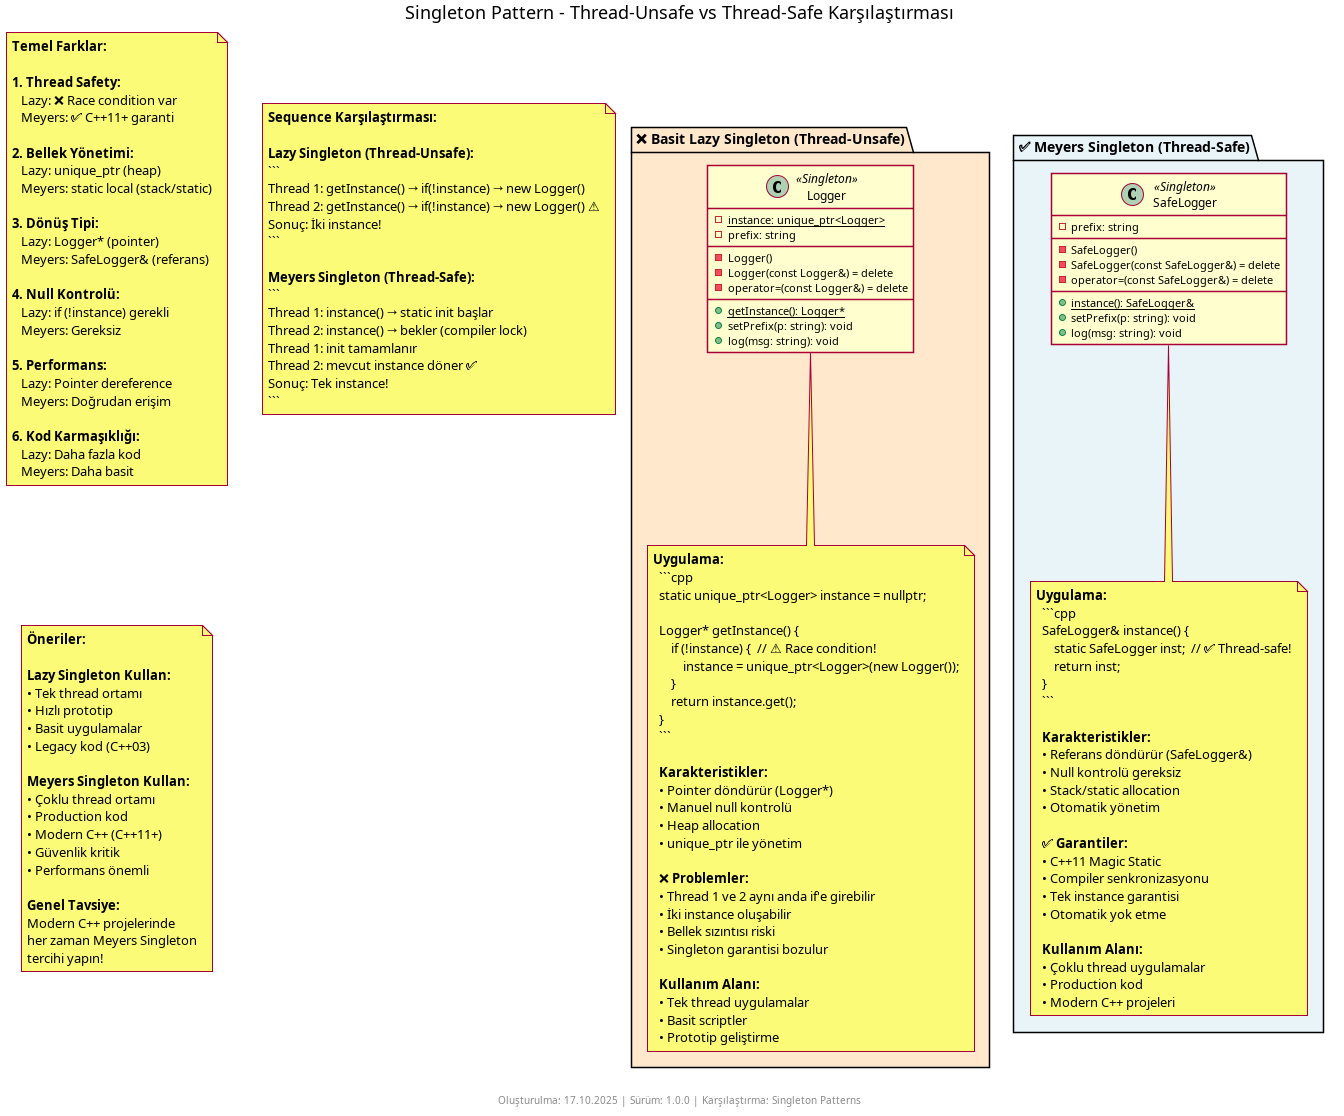 Singleton Pattern - Thread-Unsafe vs Thread-Safe Karşılaştırması
Temel Farklar:
1. Thread Safety:
Lazy: ❌ Race condition var
Meyers: ✅ C++11+ garanti
2. Bellek Yönetimi:
Lazy: unique_ptr (heap)
Meyers: static local (stack/static)
3. Dönüş Tipi:
Lazy: Logger* (pointer)
Meyers: SafeLogger& (referans)
4. Null Kontrolü:
Lazy: if (!instance) gerekli
Meyers: Gereksiz
5. Performans:
Lazy: Pointer dereference
Meyers: Doğrudan erişim
6. Kod Karmaşıklığı:
Lazy: Daha fazla kod
Meyers: Daha basit
Sequence Karşılaştırması:
Lazy Singleton (Thread-Unsafe):
```
Thread 1: getInstance() → if(!instance) → new Logger()
Thread 2: getInstance() → if(!instance) → new Logger() ⚠
Sonuç: İki instance!
```
Meyers Singleton (Thread-Safe):
```
Thread 1: instance() → static init başlar
Thread 2: instance() → bekler (compiler lock)
Thread 1: init tamamlanır
Thread 2: mevcut instance döner ✅
Sonuç: Tek instance!
```
❌ Basit Lazy Singleton (Thread-Unsafe)
C
«Singleton»
Logger
instance: unique_ptr<Logger>
prefix: string
Logger()
Logger(const Logger&) = delete
operator=(const Logger&) = delete
getInstance(): Logger*
setPrefix(p: string): void
log(msg: string): void
✅ Meyers Singleton (Thread-Safe)
C
«Singleton»
SafeLogger
prefix: string
SafeLogger()
SafeLogger(const SafeLogger&) = delete
operator=(const SafeLogger&) = delete
instance(): SafeLogger&
setPrefix(p: string): void
log(msg: string): void
Öneriler:
Lazy Singleton Kullan:
• Tek thread ortamı
• Hızlı prototip
• Basit uygulamalar
• Legacy kod (C++03)
Meyers Singleton Kullan:
• Çoklu thread ortamı
• Production kod
• Modern C++ (C++11+)
• Güvenlik kritik
• Performans önemli
Genel Tavsiye:
Modern C++ projelerinde
her zaman Meyers Singleton
tercihi yapın!
Uygulama:
```cpp
static unique_ptr<Logger> instance = nullptr;
Logger* getInstance() {
if (!instance) { // ⚠ Race condition!
instance = unique_ptr<Logger>(new Logger());
}
return instance.get();
}
```
Karakteristikler:
• Pointer döndürür (Logger*)
• Manuel null kontrolü
• Heap allocation
• unique_ptr ile yönetim
❌ Problemler:
• Thread 1 ve 2 aynı anda if'e girebilir
• İki instance oluşabilir
• Bellek sızıntısı riski
• Singleton garantisi bozulur
Kullanım Alanı:
• Tek thread uygulamalar
• Basit scriptler
• Prototip geliştirme
Uygulama:
```cpp
SafeLogger& instance() {
static SafeLogger inst; // ✅ Thread-safe!
return inst;
}
```
Karakteristikler:
• Referans döndürür (SafeLogger&)
• Null kontrolü gereksiz
• Stack/static allocation
• Otomatik yönetim
✅ Garantiler:
• C++11 Magic Static
• Compiler senkronizasyonu
• Tek instance garantisi
• Otomatik yok etme
Kullanım Alanı:
• Çoklu thread uygulamalar
• Production kod
• Modern C++ projeleri
Oluşturulma: 17.10.2025 | Sürüm: 1.0.0 | Karşılaştırma: Singleton Patterns